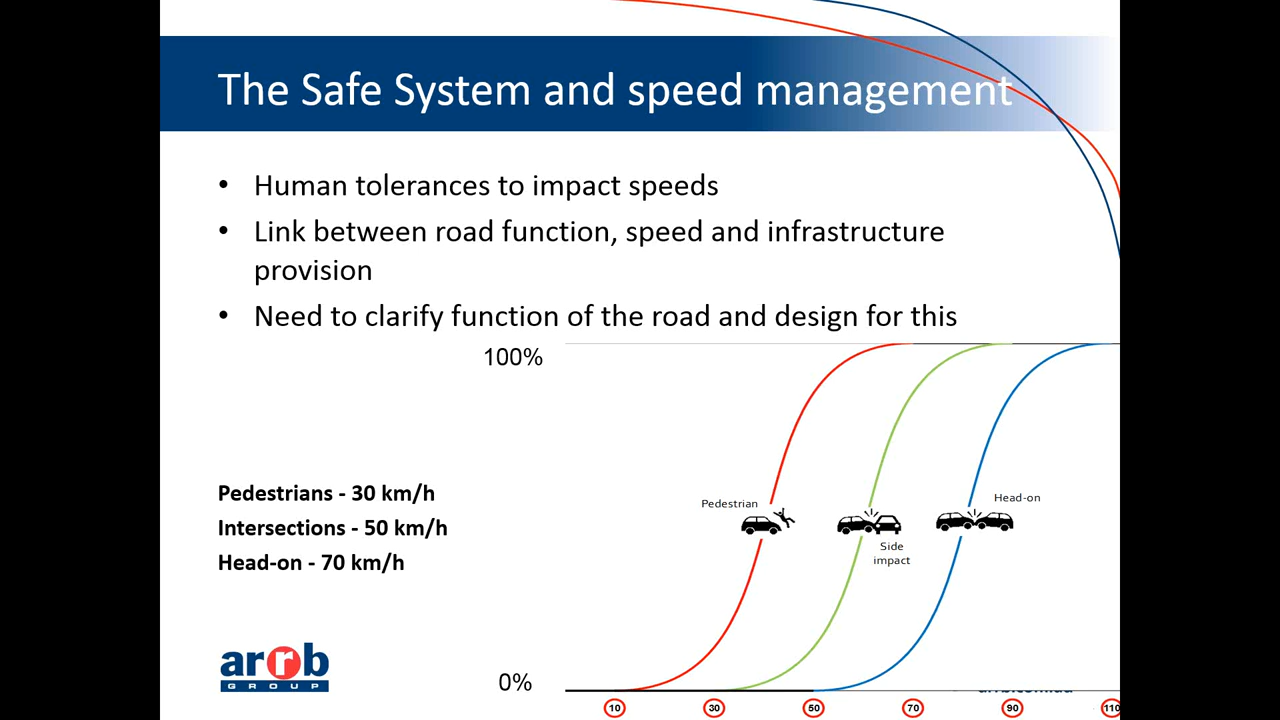 The Safe System and speed management
• Human tolerances to impact speeds
• Link between road function, speed and infrastructure
provision
• Need to clarify function of the road and design for this
100%
Pedestrians - 30 km/h
Intersections - 50 km/h
Head-on - 70 km/h
Pedestrian
Head-on
Side
impact
arrb
GROUP
0%
10 30 50 70 90 110